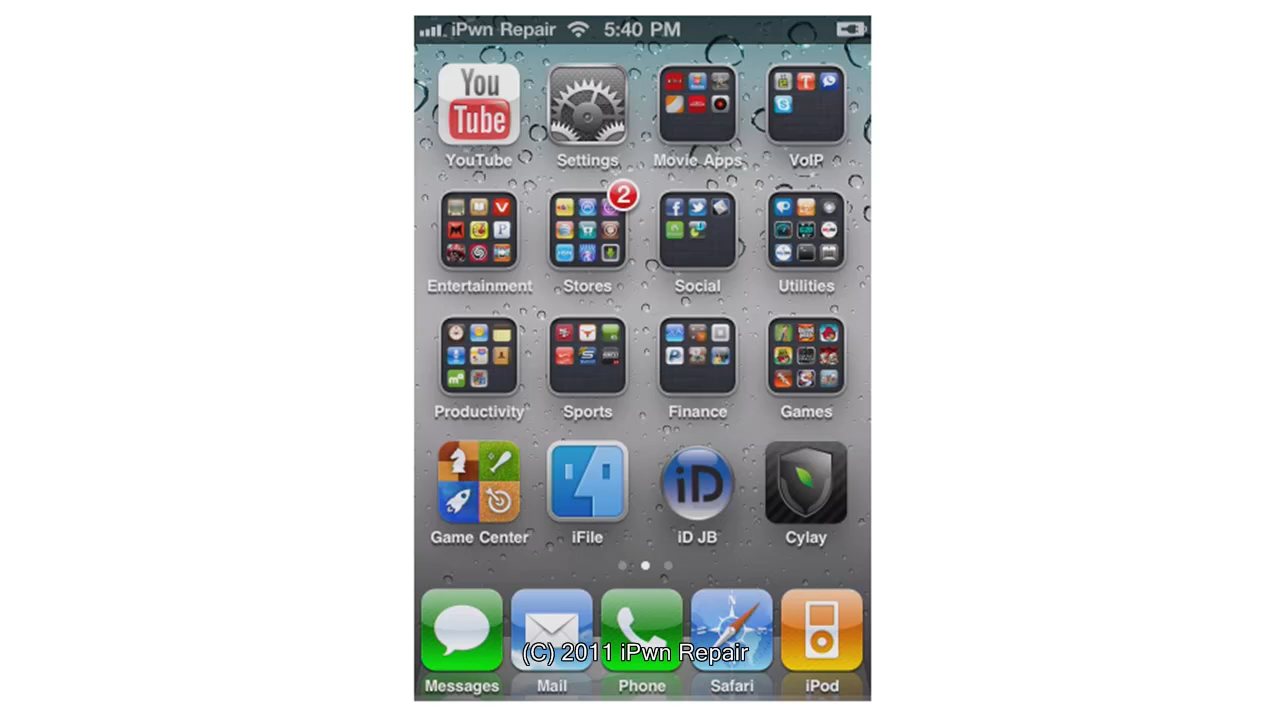 iPwn Repair 5:40 PM
You
Tube
YouTube Settings Movie Apps VoIP
2
Entertainment Stores Social Utilities
Productivity Sports Finance Games
iD
Game Center iFile iD JB Cylay
N
(C) 2011 iPwn Repair
Messages Mail Phone Safari iPod